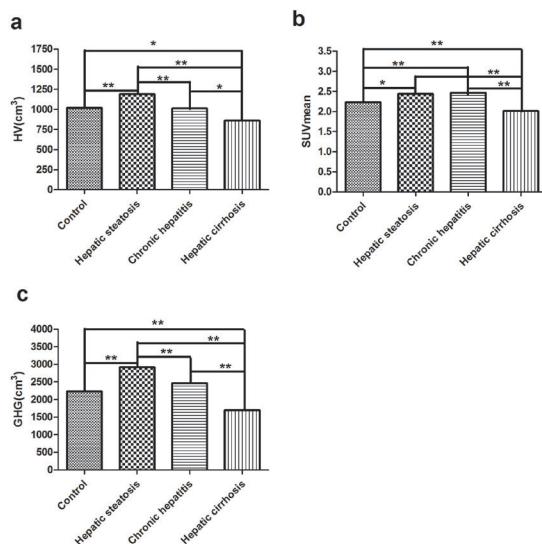 a
*
**
**
**
*
1750
1500
1250
1000
750
500
250
0
HV(cm³)
Control
Hepatic steatosis
Chronic hepatitis
Hepatic cirrhosis
b
**
**
**
*
**
3.5
3.0
2.5
2.0
1.5
1.0
0.5
0.0
SUVmean
Control
Hepatic steatosis
Chronic hepatitis
Hepatic cirrhosis
c
**
**
**
**
**
4000
3500
3000
2500
2000
1500
1000
500
0
GHG(cm³)
Control
Hepatic steatosis
Chronic hepatitis
Hepatic cirrhosis